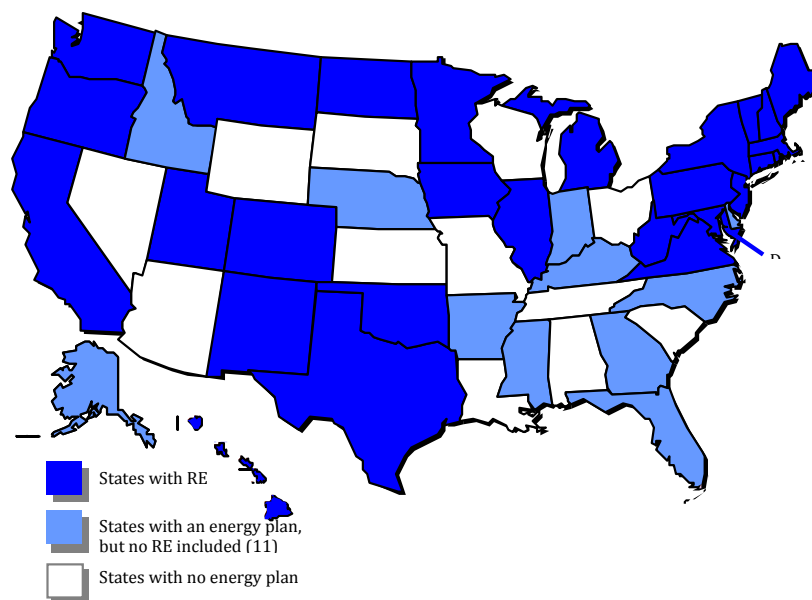 States with RE
States with an energy plan,
but no RE included (11)
States with no energy plan